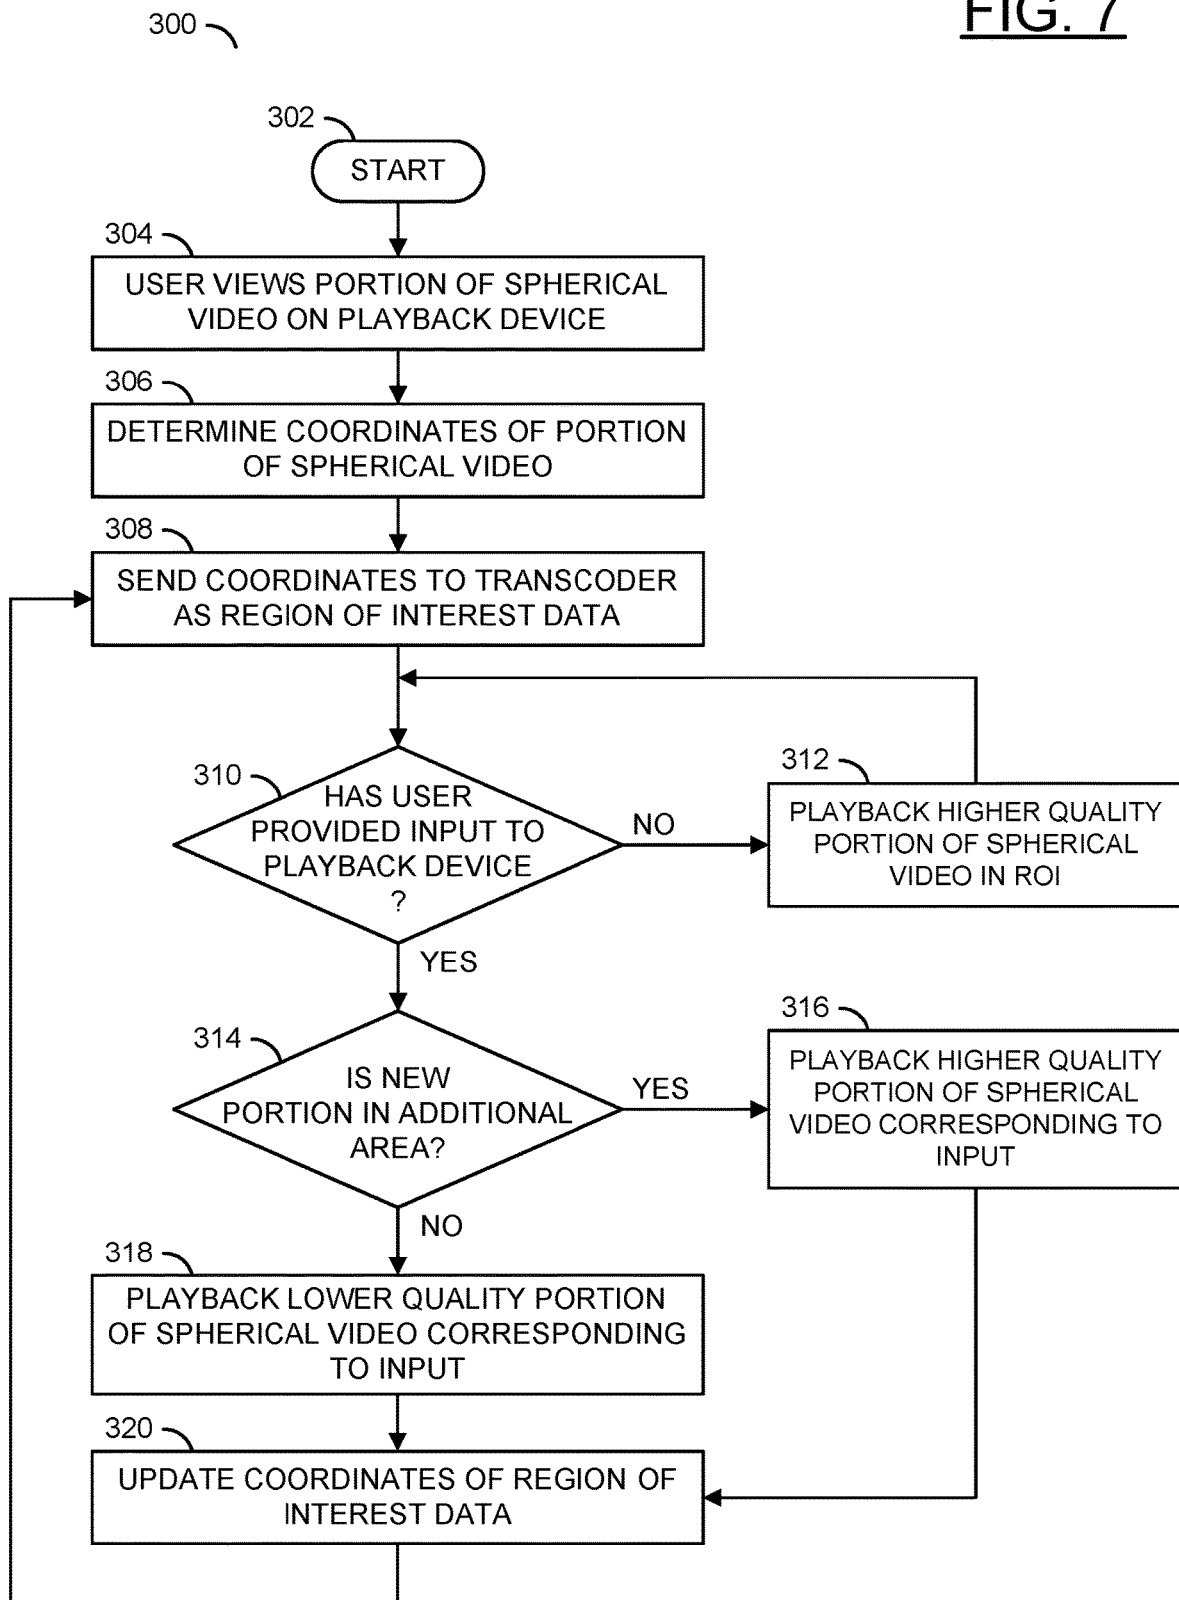 FIG. 7
300
302
START
304
USER VIEWS PORTION OF SPHERICAL
VIDEO ON PLAYBACK DEVICE
306
DETERMINE COORDINATES OF PORTION
OF SPHERICAL VIDEO
308
SEND COORDINATES TO TRANSCODER
AS REGION OF INTEREST DATA
310
HAS USER
PROVIDED INPUT TO
PLAYBACK DEVICE
?
NO
312
PLAYBACK HIGHER QUALITY
PORTION OF SPHERICAL
VIDEO IN ROI
YES
314
IS NEW
PORTION IN ADDITIONAL
AREA?
YES
316
PLAYBACK HIGHER QUALITY
PORTION OF SPHERICAL
VIDEO CORRESPONDING TO
INPUT
NO
318
PLAYBACK LOWER QUALITY PORTION
OF SPHERICAL VIDEO CORRESPONDING
TO INPUT
320
UPDATE COORDINATES OF REGION OF
INTEREST DATA